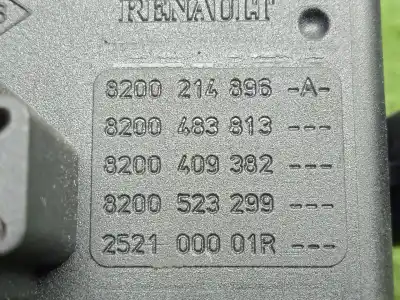 RENAULT
8200 214 896 -A-
8200 483 813 ---
8200 409 382 ---
8200 523 299 ---
2521 000 01R ---